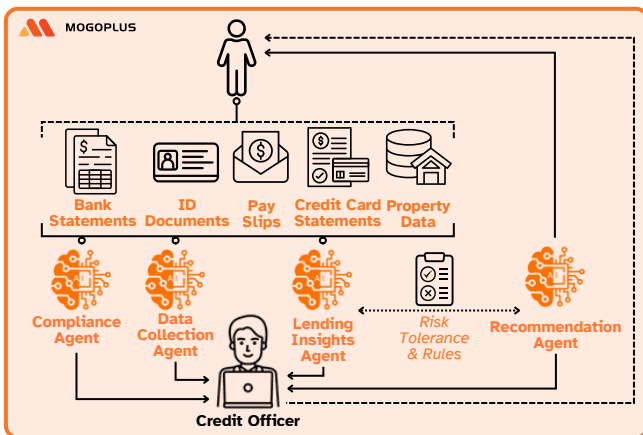 MOGOPLUS
Bank
Statements
ID
Documents
Pay
Slips
Credit Card
Statements
Property
Data
Compliance
Agent
Data
Collection
Agent
Lending
Insights
Agent
Risk
Tolerance
& Rules
Recommendation
Agent
Credit Officer